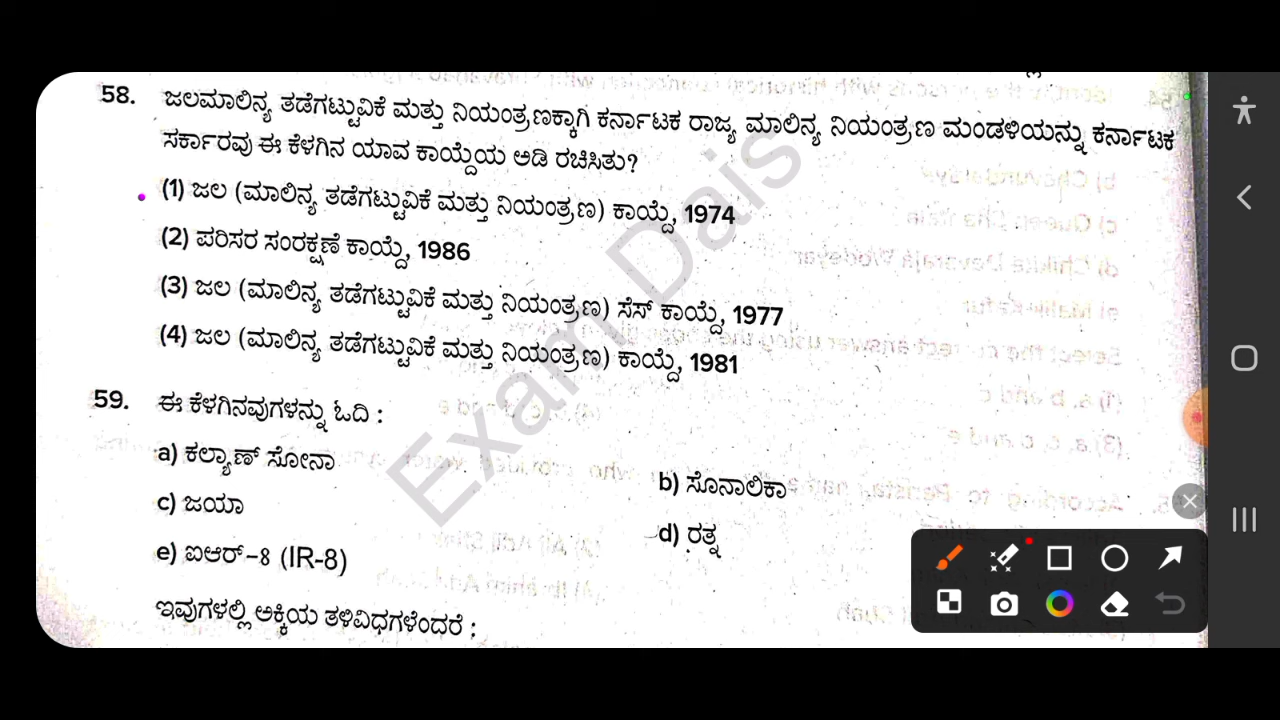 58. ಜಲಮಾಲಿನ್ಯ ತಡೆಗಟ್ಟುವಿಕೆ ಮತ್ತು ನಿಯಂತ್ರಣಕ್ಕಾಗಿ ಕರ್ನಾಟಕ ರಾಜ್ಯ ಮಾಲಿನ್ಯ ನಿಯಂತ್ರಣ ಮಂಡಳಿಯನ್ನು ಕರ್ನಾಟಕ
ಸರ್ಕಾರವು ಈ ಕೆಳಗಿನ ಯಾವ ಕಾಯ್ದೆಯ ಅಡಿ ರಚಿಸಿತು?
(1) ಜಲ (ಮಾಲಿನ್ಯ ತಡೆಗಟ್ಟುವಿಕೆ ಮತ್ತು ನಿಯಂತ್ರಣ) ಕಾಯ್ದೆ, 1974
(2) ಪರಿಸರ ಸಂರಕ್ಷಣೆ ಕಾಯ್ದೆ, 1986
(3) ಜಲ (ಮಾಲಿನ್ಯ ತಡೆಗಟ್ಟುವಿಕೆ ಮತ್ತು ನಿಯಂತ್ರಣ) ಸೆಸ್ ಕಾಯ್ದೆ, 1977
(4) ಜಲ (ಮಾಲಿನ್ಯ ತಡೆಗಟ್ಟುವಿಕೆ ಮತ್ತು ನಿಯಂತ್ರಣ) ಕಾಯ್ದೆ, 1981
Exam Dais
59. ಈ ಕೆಳಗಿನವುಗಳನ್ನು ಓದಿ :
a) ಕಲ್ಯಾಣ್ ಸೋನಾ
b) ಸೊನಾಲಿಕಾ
c) ಜಯಾ
d) ರತ್ನ
e) ಐಆರ್-8 (IR-8)
ಇವುಗಳಲ್ಲಿ ಅಕ್ಕಿಯ ತಳಿವಿಧಗಳೆಂದರೆ :